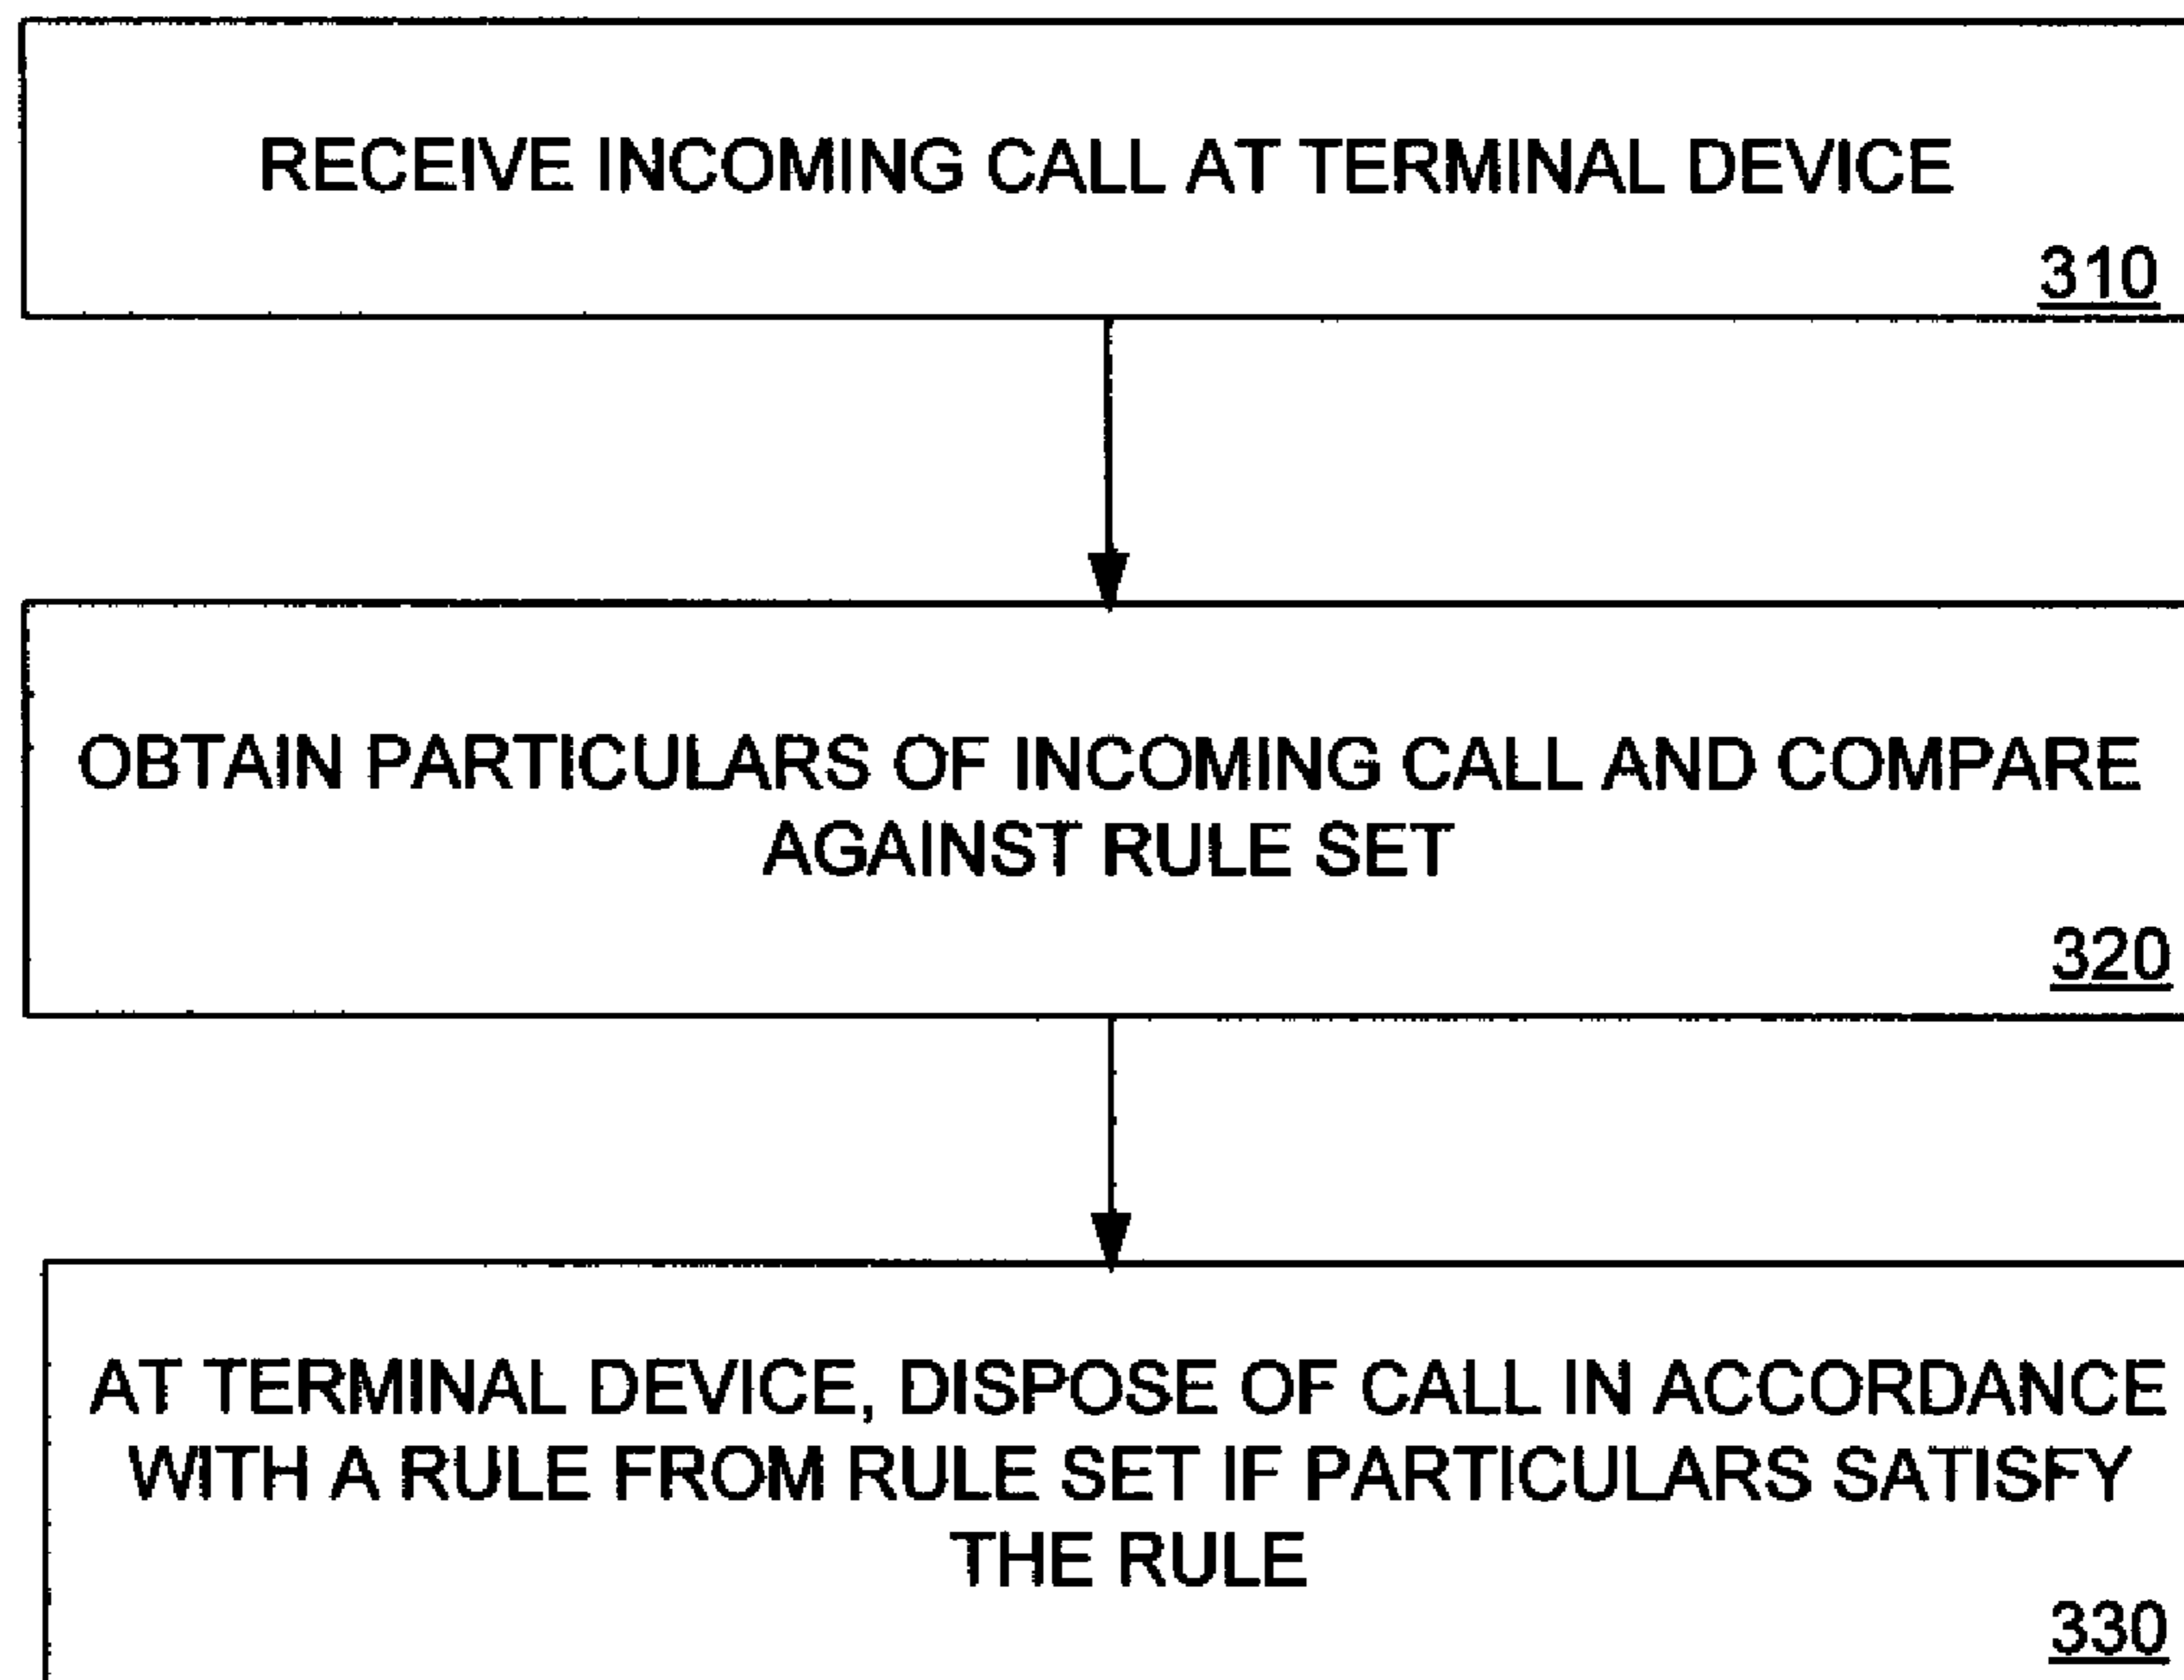 RECEIVE INCOMING CALL AT TERMINAL DEVICE
310
OBTAIN PARTICULARS OF INCOMING CALL AND COMPARE
AGAINST RULE SET
320
AT TERMINAL DEVICE, DISPOSE OF CALL IN ACCORDANCE
WITH A RULE FROM RULE SET IF PARTICULARS SATISFY
THE RULE
330